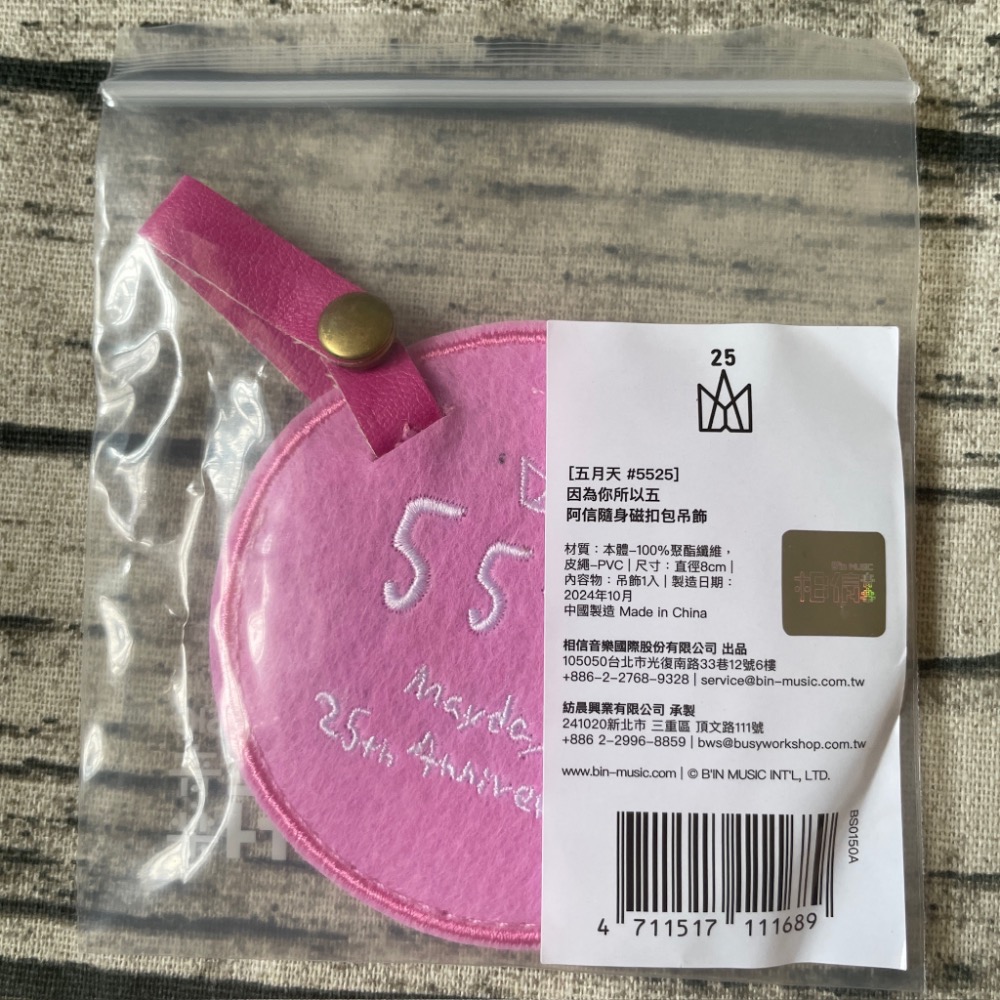 55
Mayday
25th Anniver
25
[五月天 #5525]
因為你所以五
阿信隨身磁扣包吊飾
材質：本體-100%聚酯纖維，
皮繩-PVC | 尺寸：直徑8cm |
內容物：吊飾1入 | 製造日期：
2024年10月
中國製造 Made in China
B'in MUSIC
相信
相信音樂國際股份有限公司 出品
105050台北市光復南路33巷12號6樓
+886-2-2768-9328 | service@bin-music.com.tw
紡晨興業有限公司 承製
241020新北市 三重區 頂文路111號
+886 2-2996-8859 | bws@busyworkshop.com.tw
www.bin-music.com | © B'IN MUSIC INT'L, LTD.
BS0150A
4 711517 111689